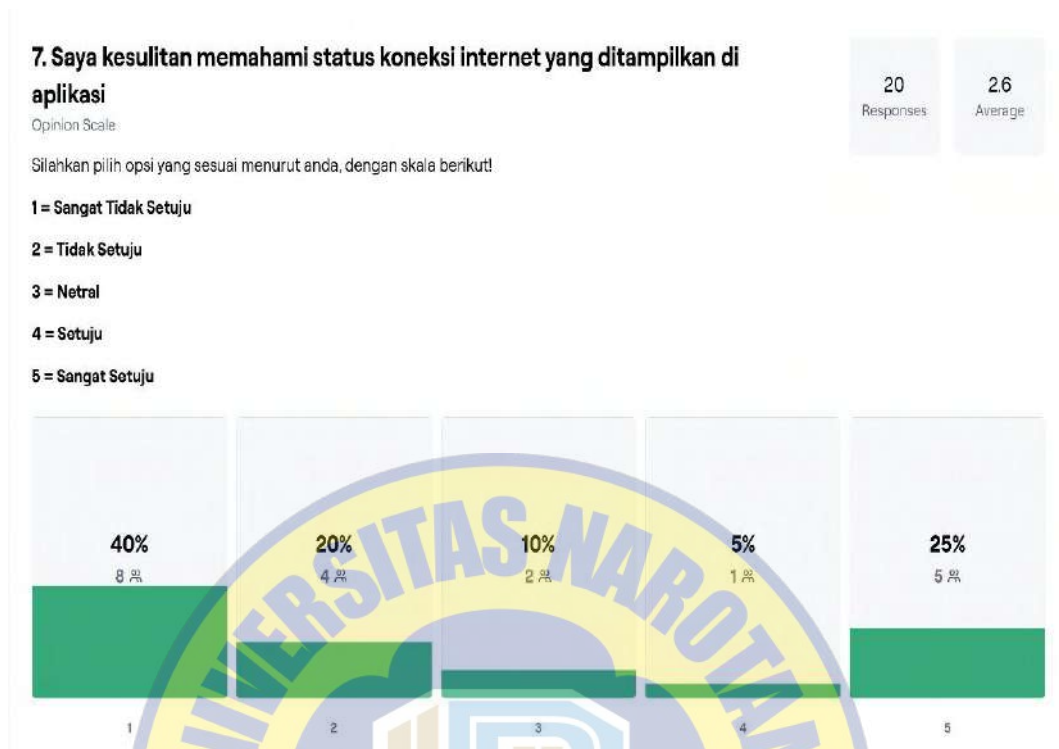 7. Saya kesulitan memahami status koneksi internet yang ditampilkan di
aplikasi
Opinion Scale
20
Responses
2.6
Average
Silahkan pilih opsi yang sesuai menurut anda, dengan skala berikut!
1 = Sangat Tidak Setuju
2 = Tidak Setuju
3 = Netral
4 = Setuju
5 = Sangat Setuju
40% 20% 10% 5% 25%
8 4 2 1 5
1 2 3 4 5